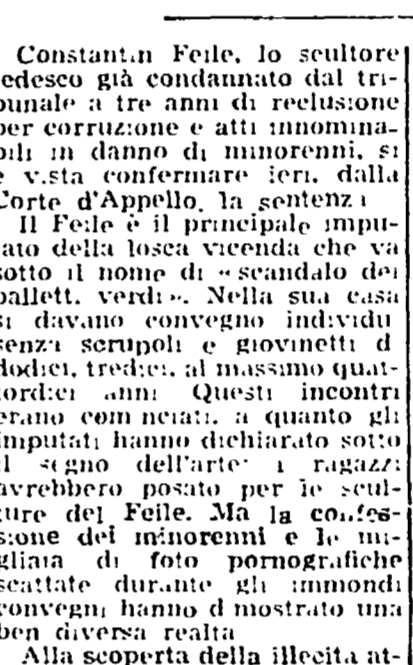 Constantin Feile, lo scultore
tedesco già condannato dal tri-
bunale a tre anni di reclusione
per corruzione e atti innomina-
bili in danno di minorenni, si
è vista confermare ieri, dalla
Corte d'Appello, la sentenza
Il Feile è il principale impu-
tato della losca vicenda che va
sotto il nome di « scandalo dei
balletti verdi ». Nella sua casa
si davano convegno individui
senza scrupoli e giovinetti di
dodici, tredici, al massimo quat-
tordici anni Questi incontri
erano cominciati, a quanto gli
imputati hanno dichiarato sotto
il segno dell'arte: i ragazzi
avrebbero posato per le scul-
ture del Feile. Ma la confes-
sione dei minorenni e le mi-
gliaia di foto pornografiche
scattate durante gli immondi
convegni hanno dimostrato una
ben diversa realtà
Alla scoperta della illecita at-